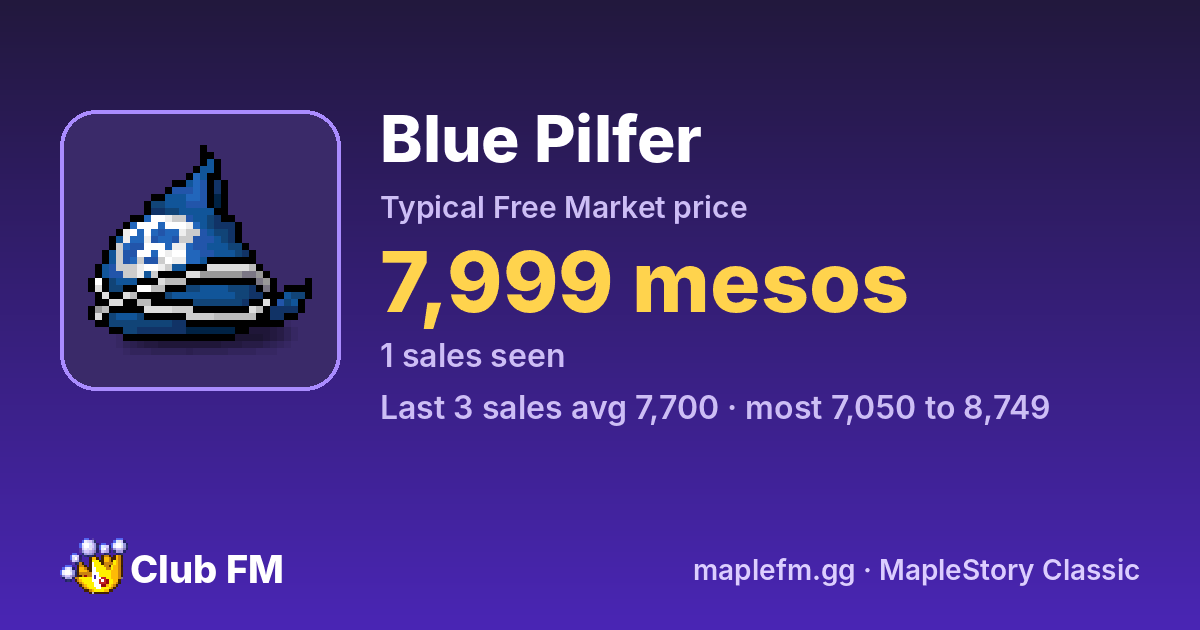 Blue Pilfer
Typical Free Market price
7,999 mesos
1 sales seen
Last 3 sales avg 7,700 · most 7,050 to 8,749
Club FM
maplefm.gg · MapleStory Classic